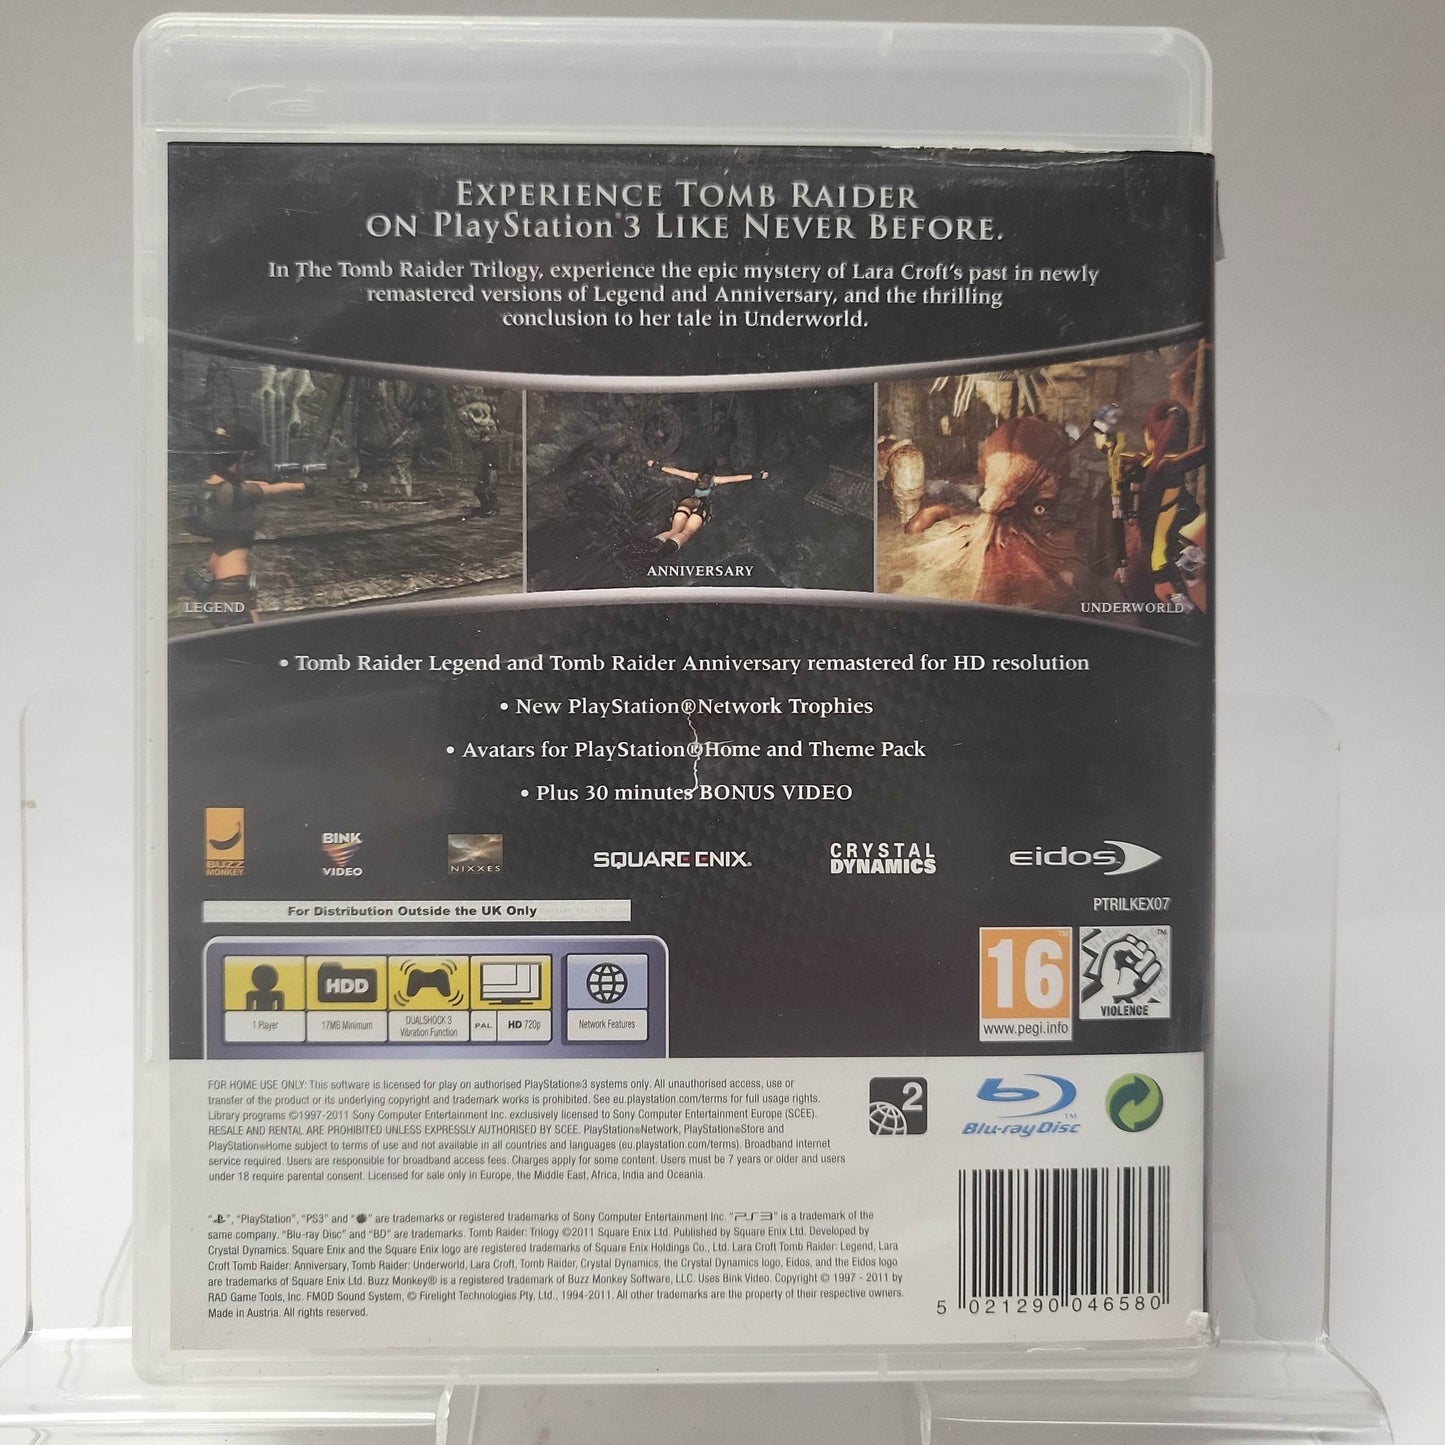 EXPERIENCE TOMB RAIDER
ON PlayStation®3 LIKE NEVER BEFORE.
In The Tomb Raider Trilogy, experience the epic mystery of Lara Croft's past in newly
remastered versions of Legend and Anniversary, and the thrilling
conclusion to her tale in Underworld.
LEGEND
ANNIVERSARY
UNDERWORLD
• Tomb Raider Legend and Tomb Raider Anniversary remastered for HD resolution
• New PlayStation®Network Trophies
• Avatars for PlayStation®Home and Theme Pack
• Plus 30 minutes BONUS VIDEO
BUZZ
MONKEY
BINK
VIDEO
NIXXES
SQUARE ENIX.
CRYSTAL
DYNAMICS
eidos
PTRILKEX07
For Distribution Outside the UK Only
HDD
1 Player
17MB Minimum
DUALSHOCK 3
Vibration Function
PAL
HD 720p
Network Features
16
www.pegi.info
VIOLENCE
TM
FOR HOME USE ONLY: This software is licensed for play on authorised PlayStation®3 systems only. All unauthorised access, use or
transfer of the product or its underlying copyright and trademark works is prohibited. See eu.playstation.com/terms for full usage rights.
Library programs ©1997-2011 Sony Computer Entertainment Inc. exclusively licensed to Sony Computer Entertainment Europe (SCEE).
RESALE AND RENTAL ARE PROHIBITED UNLESS EXPRESSLY AUTHORISED BY SCEE. PlayStation®Network, PlayStation®Store and
PlayStation®Home subject to terms of use and not available in all countries and languages (eu.playstation.com/terms). Broadband internet
service required. Users are responsible for broadband access fees. Charges apply for some content. Users must be 7 years or older and users
under 18 require parental consent. Licensed for sale only in Europe, the Middle East, Africa, India and Oceania.
2
Blu-ray Disc
TM
"", "PlayStation", "PS3" and "" are trademarks or registered trademarks of Sony Computer Entertainment Inc. "PS3" is a trademark of the
same company. "Blu-ray Disc" and "BD" are trademarks. Tomb Raider: Trilogy ©2011 Square Enix Ltd. Published by Square Enix Ltd. Developed by
Crystal Dynamics. Square Enix and the Square Enix logo are registered trademarks of Square Enix Holdings Co., Ltd. Lara Croft Tomb Raider: Legend, Lara
Croft Tomb Raider: Anniversary, Tomb Raider: Underworld, Lara Croft, Tomb Raider, Crystal Dynamics, the Crystal Dynamics logo, Eidos, and the Eidos logo
are trademarks of Square Enix Ltd. Buzz Monkey® is a registered trademark of Buzz Monkey Software, LLC. Uses Bink Video. Copyright © 1997 - 2011 by
RAD Game Tools, Inc. FMOD Sound System, © Firelight Technologies Pty, Ltd., 1994-2011. All other trademarks are the property of their respective owners.
Made in Austria. All rights reserved.
5 021290 046580